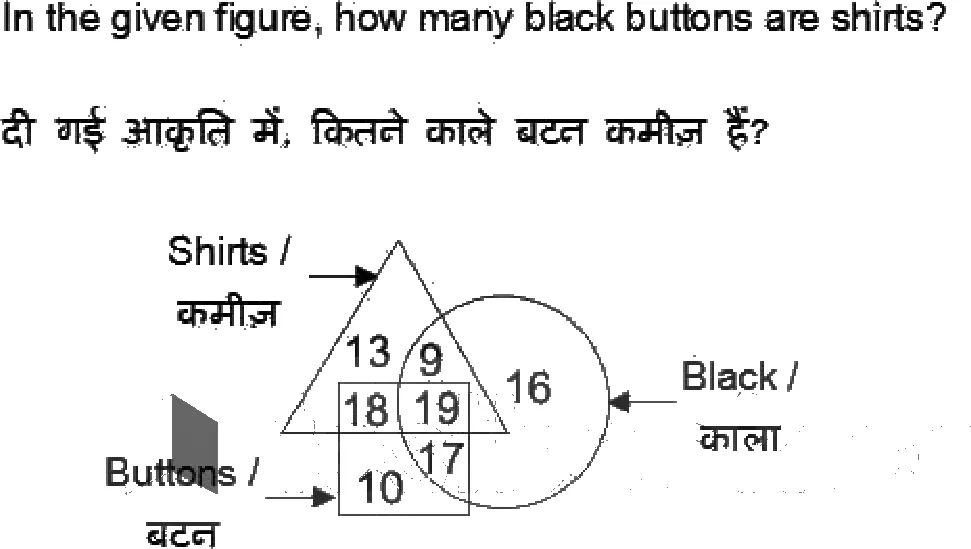 In the given figure, how many black buttons are shirts?
दी गई आकृति में, कितने काले बटन कमीज़ हैं?
Shirts /
कमीज़
13 9
16
Black /
काला
18 19
17
Buttons /
बटन
10